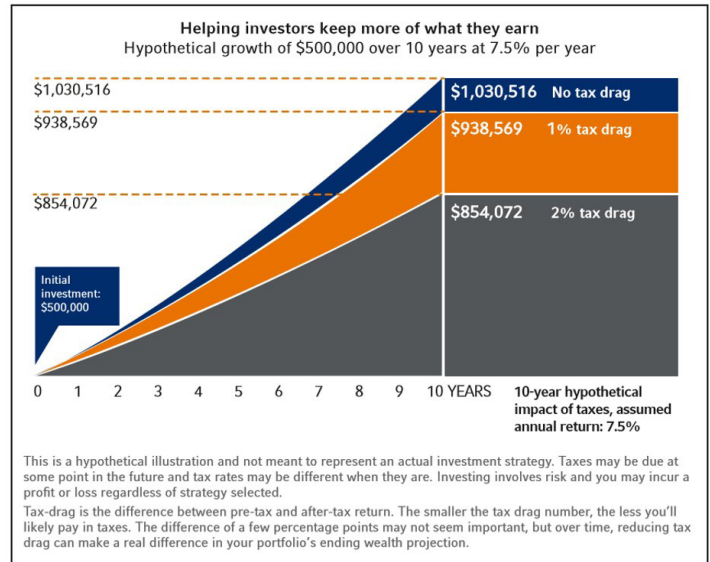 Helping investors keep more of what they earn
Hypothetical growth of $500,000 over 10 years at 7.5% per year
$1,030,516
$938,569
$854,072
$1,030,516 No tax drag
$938,569 1% tax drag
$854,072 2% tax drag
Initial
investment:
$500,000
0 1 2 3 4 5 6 7 8 9 10 YEARS
10-year hypothetical
impact of taxes, assumed
annual return: 7.5%
This is a hypothetical illustration and not meant to represent an actual investment strategy. Taxes may be due at
some point in the future and tax rates may be different when they are. Investing involves risk and you may incur a
profit or loss regardless of strategy selected.
Tax-drag is the difference between pre-tax and after-tax return. The smaller the tax drag number, the less you'll
likely pay in taxes. The difference of a few percentage points may not seem important, but over time, reducing tax
drag can make a real difference in your portfolio's ending wealth projection.